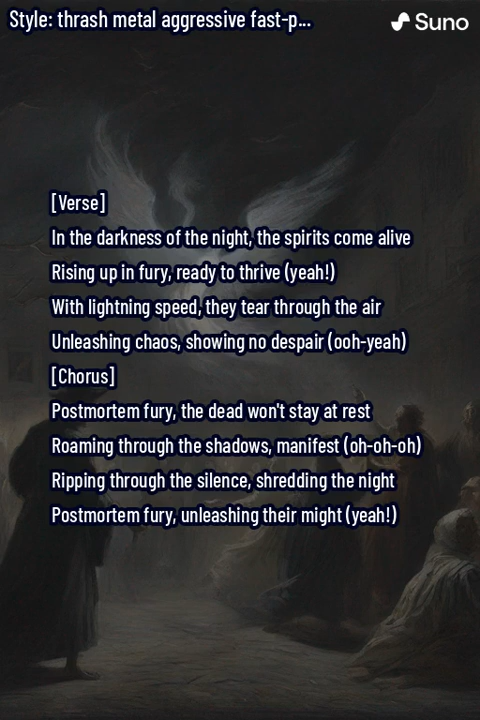 Style: thrash metal aggressive fast-p...
Suno
[Verse]
In the darkness of the night, the spirits come alive
Rising up in fury, ready to thrive (yeah!)
With lightning speed, they tear through the air
Unleashing chaos, showing no despair (ooh-yeah)
[Chorus]
Postmortem fury, the dead won't stay at rest
Roaming through the shadows, manifest (oh-oh-oh)
Ripping through the silence, shredding the night
Postmortem fury, unleashing their might (yeah!)